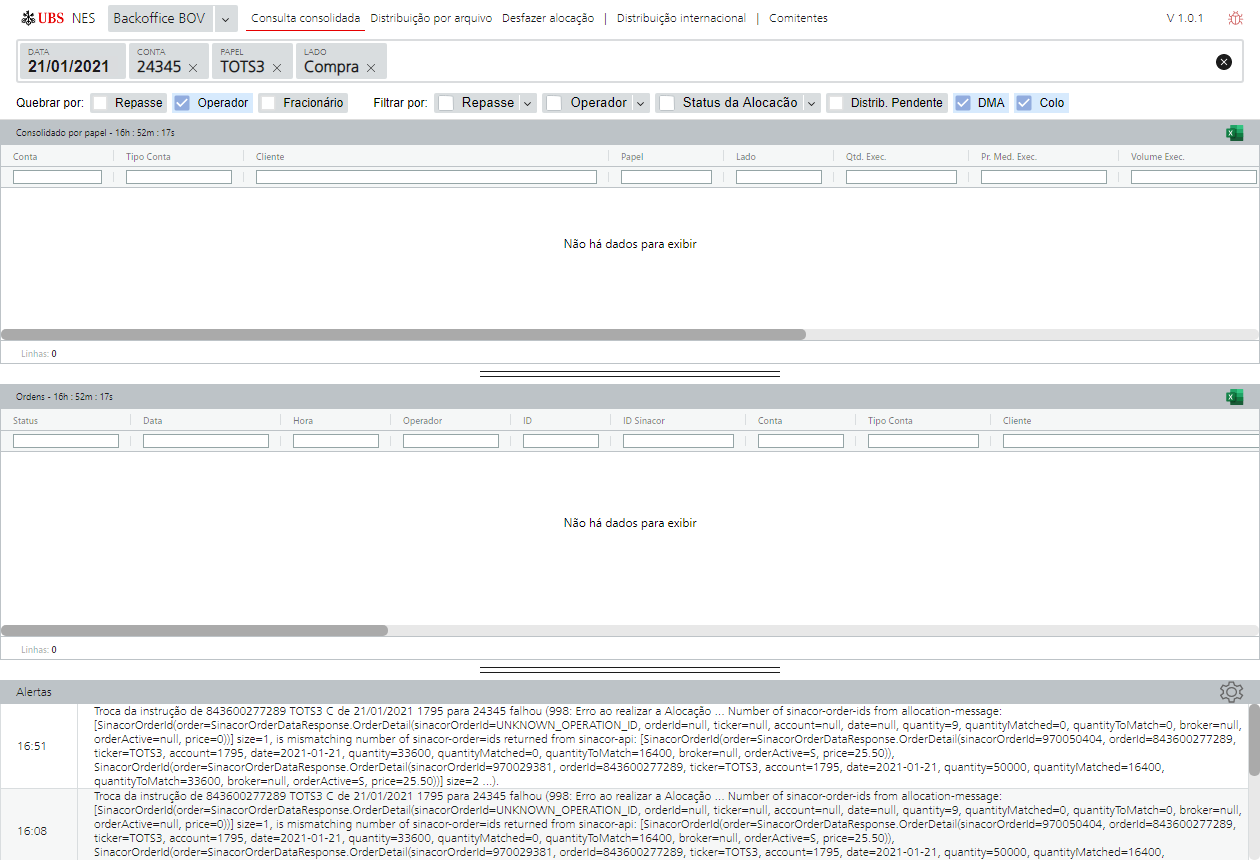 UBS NES Backoffice BOV Consulta consolidada Distribuição por arquivo Desfazer alocação | Distribuição internacional | Comitentes V 1.0.1
DATA CONTA PAPEL LADO
21/01/2021 24345 TOTS3 Compra
Quebrar por: Repasse Operador Fracionário Filtrar por: Repasse Operador Status da Alocacão Distrib. Pendente DMA Colo
Consolidado por papel - 16h : 52m : 17s
Conta Tipo Conta Cliente Papel Lado Qtd. Exec. Pr. Med. Exec. Volume Exec.
Não há dados para exibir
Linhas: 0
Ordens - 16h : 52m : 17s
Status Data Hora Operador ID ID Sinacor Conta Tipo Conta Cliente
Não há dados para exibir
Linhas: 0
Alertas
16:51
Troca da instrução de 843600277289 TOTS3 C de 21/01/2021 1795 para 24345 falhou (998: Erro ao realizar a Alocação ... Number of sinacor-order-ids from allocation-message:
[SinacorOrderId(order=SinacorOrderDataResponse.OrderDetail(sinacorOrderId=UNKNOWN_OPERATION_ID, orderId=null, ticker=null, account=null, date=null, quantity=9, quantityMatched=0, quantityToMatch=0, broker=null,
orderActive=null, price=0))] size=1, is mismatching number of sinacor-order=ids returned from sinacor-api: [SinacorOrderId(order=SinacorOrderDataResponse.OrderDetail(sinacorOrderId=970050404, orderId=843600277289,
ticker=TOTS3, account=1795, date=2021-01-21, quantity=33600, quantityMatched=0, quantityToMatch=16400, broker=null, orderActive=S, price=25.50)),
SinacorOrderId(order=SinacorOrderDataResponse.OrderDetail(sinacorOrderId=970029381, orderId=843600277289, ticker=TOTS3, account=1795, date=2021-01-21, quantity=50000, quantityMatched=16400,
quantityToMatch=33600, broker=null, orderActive=S, price=25.50))] size=2 ...).
16:08
Troca da instrução de 843600277289 TOTS3 C de 21/01/2021 1795 para 24345 falhou (998: Erro ao realizar a Alocação ... Number of sinacor-order-ids from allocation-message:
[SinacorOrderId(order=SinacorOrderDataResponse.OrderDetail(sinacorOrderId=UNKNOWN_OPERATION_ID, orderId=null, ticker=null, account=null, date=null, quantity=9, quantityMatched=0, quantityToMatch=0, broker=null,
orderActive=null, price=0))] size=1, is mismatching number of sinacor-order=ids returned from sinacor-api: [SinacorOrderId(order=SinacorOrderDataResponse.OrderDetail(sinacorOrderId=970050404, orderId=843600277289,
ticker=TOTS3, account=1795, date=2021-01-21, quantity=33600, quantityMatched=0, quantityToMatch=16400, broker=null, orderActive=S, price=25.50)),
SinacorOrderId(order=SinacorOrderDataResponse.OrderDetail(sinacorOrderId=970029381, orderId=843600277289, ticker=TOTS3, account=1795, date=2021-01-21, quantity=50000, quantityMatched=16400,